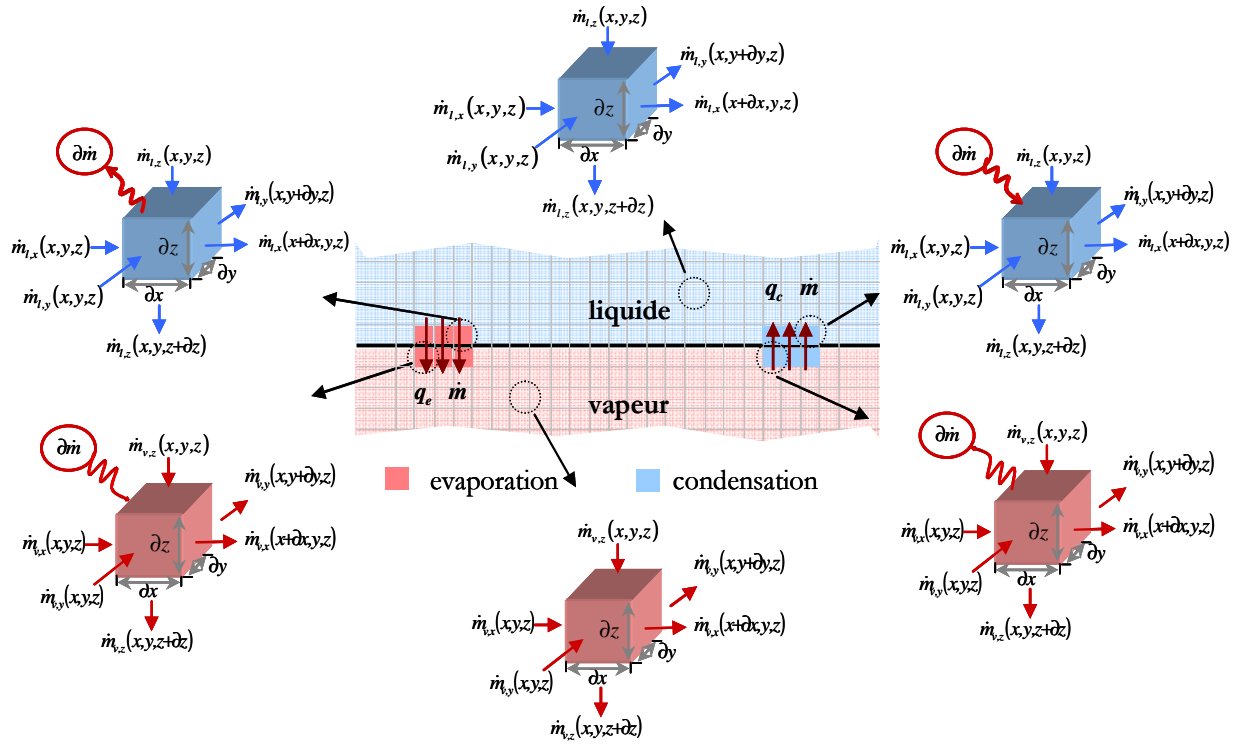 ṁl,z(x,y,z)
ṁl,y(x,y+∂y,z)
ṁl,x(x,y,z)
∂z
ṁl,x(x+∂x,y,z)
∂y
ṁl,y(x,y,z)
∂x
ṁl,z(x,y,z+∂z)
∂ṁ
ṁl,z(x,y,z)
ṁl,y(x,y+∂y,z)
ṁl,x(x,y,z)
∂z
ṁl,x(x+∂x,y,z)
∂y
ṁl,y(x,y,z)
∂x
ṁl,z(x,y,z+∂z)
∂ṁ
ṁl,z(x,y,z)
ṁl,y(x,y+∂y,z)
ṁl,x(x,y,z)
∂z
ṁl,x(x+∂x,y,z)
∂y
ṁl,y(x,y,z)
∂x
ṁl,z(x,y,z+∂z)
liquide
qc ṁ
qe ṁ
vapeur
evaporation
condensation
∂ṁ
ṁv,z(x,y,z)
ṁv,y(x,y+∂y,z)
ṁv,x(x,y,z)
∂z
ṁv,x(x+∂x,y,z)
∂y
ṁv,y(x,y,z)
∂x
ṁv,z(x,y,z+∂z)
ṁv,z(x,y,z)
ṁv,y(x,y+∂y,z)
ṁv,x(x,y,z)
∂z
ṁv,x(x+∂x,y,z)
∂y
ṁv,y(x,y,z)
∂x
ṁv,z(x,y,z+∂z)
∂ṁ
ṁv,z(x,y,z)
ṁv,y(x,y+∂y,z)
ṁv,x(x,y,z)
∂z
ṁv,x(x+∂x,y,z)
∂y
ṁv,y(x,y,z)
∂x
ṁv,z(x,y,z+∂z)